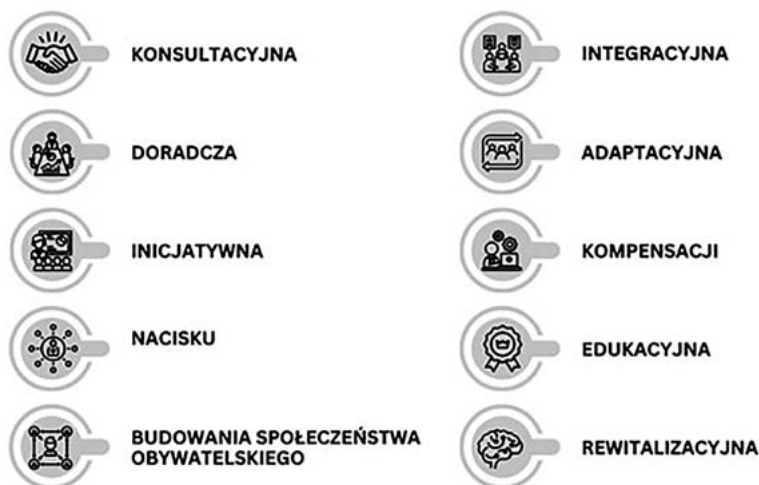 KONSULTACYJNA
DORADCZA
INICJATYWNA
NACISKU
BUDOWANIA SPOŁECZEŃSTWA
OBYWATELSKIEGO
INTEGRACYJNA
ADAPTACYJNA
KOMPENSACJI
EDUKACYJNA
REWITALIZACYJNA